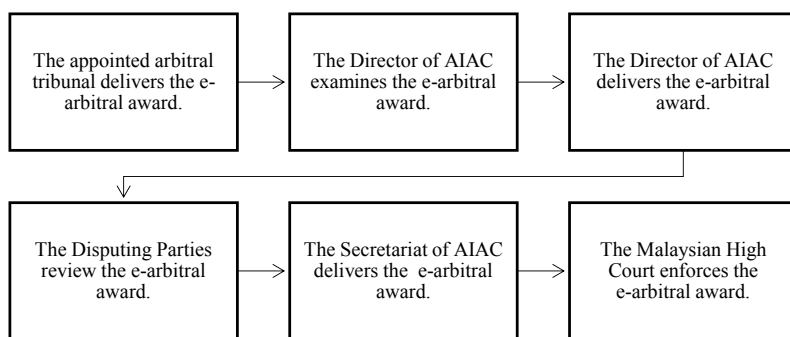 The appointed arbitral
tribunal delivers the e-
arbitral award.
The Director of AIAC
examines the e-arbitral
award.
The Director of AIAC
delivers the e-arbitral
award.
The Disputing Parties
review the e-arbitral
award.
The Secretariat of AIAC
delivers the  e-arbitral
award.
The Malaysian High
Court enforces the
e-arbitral award.